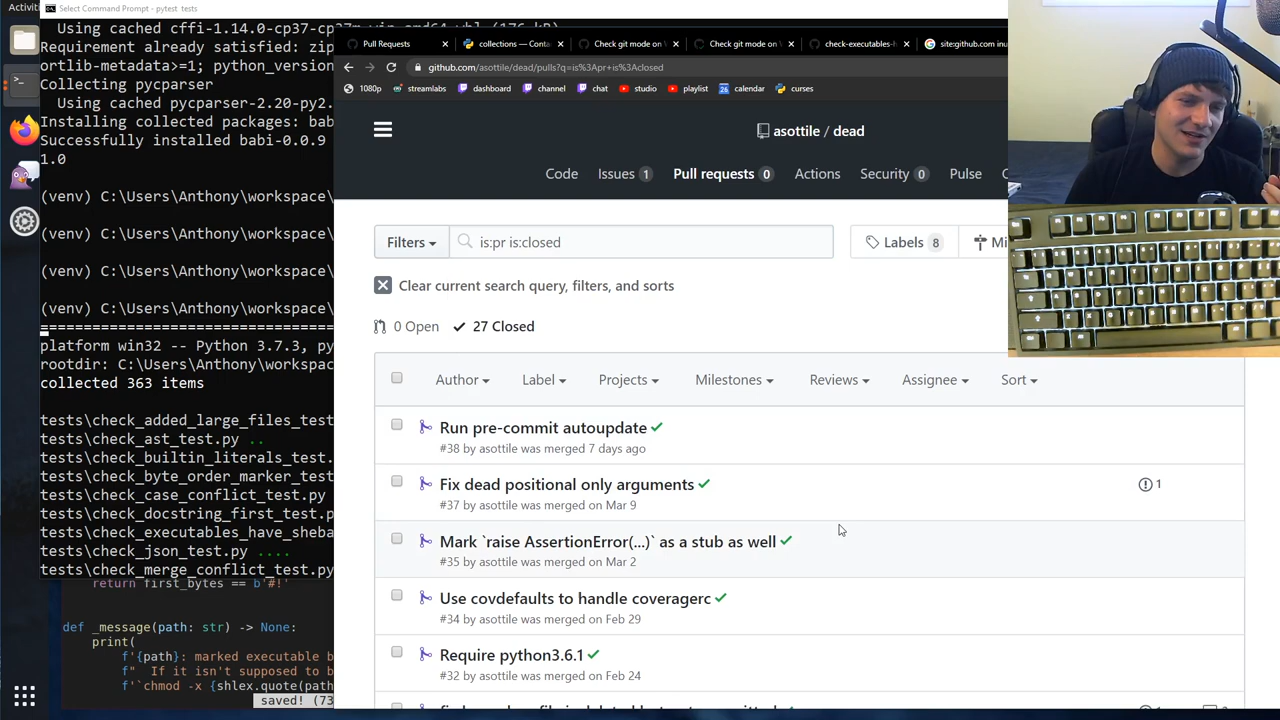 Activiti
Select Command Prompt - pytest tests
Using cached cffi-1.14.0-cp37-cp37m-win_amd64.whl (176 kB)
Requirement already satisfied: zip
ortlib-metadata>=1; python_version
Collecting pycparser
Using cached pycparser-2.20-py2.
Installing collected packages: bab
Successfully installed babi-0.0.9
1.0
(venv) C:\Users\Anthony\workspace
(venv) C:\Users\Anthony\workspace
(venv) C:\Users\Anthony\workspace
(venv) C:\Users\Anthony\workspace
==============================
platform win32 -- Python 3.7.3, py
rootdir: C:\Users\Anthony\workspac
collected 363 items
tests\check_added_large_files_test
tests\check_ast_test.py ..
tests\check_builtin_literals_test.
tests\check_byte_order_marker_test
tests\check_case_conflict_test.py
tests\check_docstring_first_test.p
tests\check_executables_have_sheba
tests\check_json_test.py ....
tests\check_merge_conflict_test.py
return first_bytes == b'#!'
def _message(path: str) -> None:
print(
f'{path}: marked executable b
f" If it isn't supposed to b
f'`chmod -x {shlex.quote(path
saved! (73
Pull Requests
collections — Conta
Check git mode on
Check git mode on
check-executables-h
site:github.com inu
github.com/asottile/dead/pulls?q=is%3Apr+is%3Aclosed
1080p
streamlabs
dashboard
channel
chat
studio
playlist
26 calendar
curses
asottile / dead
Code
Issues 1
Pull requests 0
Actions
Security 0
Pulse
Filters
is:pr is:closed
Labels 8
Mi
Clear current search query, filters, and sorts
0 Open
27 Closed
Author
Label
Projects
Milestones
Reviews
Assignee
Sort
Run pre-commit autoupdate
#38 by asottile was merged 7 days ago
Fix dead positional only arguments
1
#37 by asottile was merged on Mar 9
Mark `raise AssertionError(...)` as a stub as well
#35 by asottile was merged on Mar 2
Use covdefaults to handle coveragerc
#34 by asottile was merged on Feb 29
Require python3.6.1
#32 by asottile was merged on Feb 24